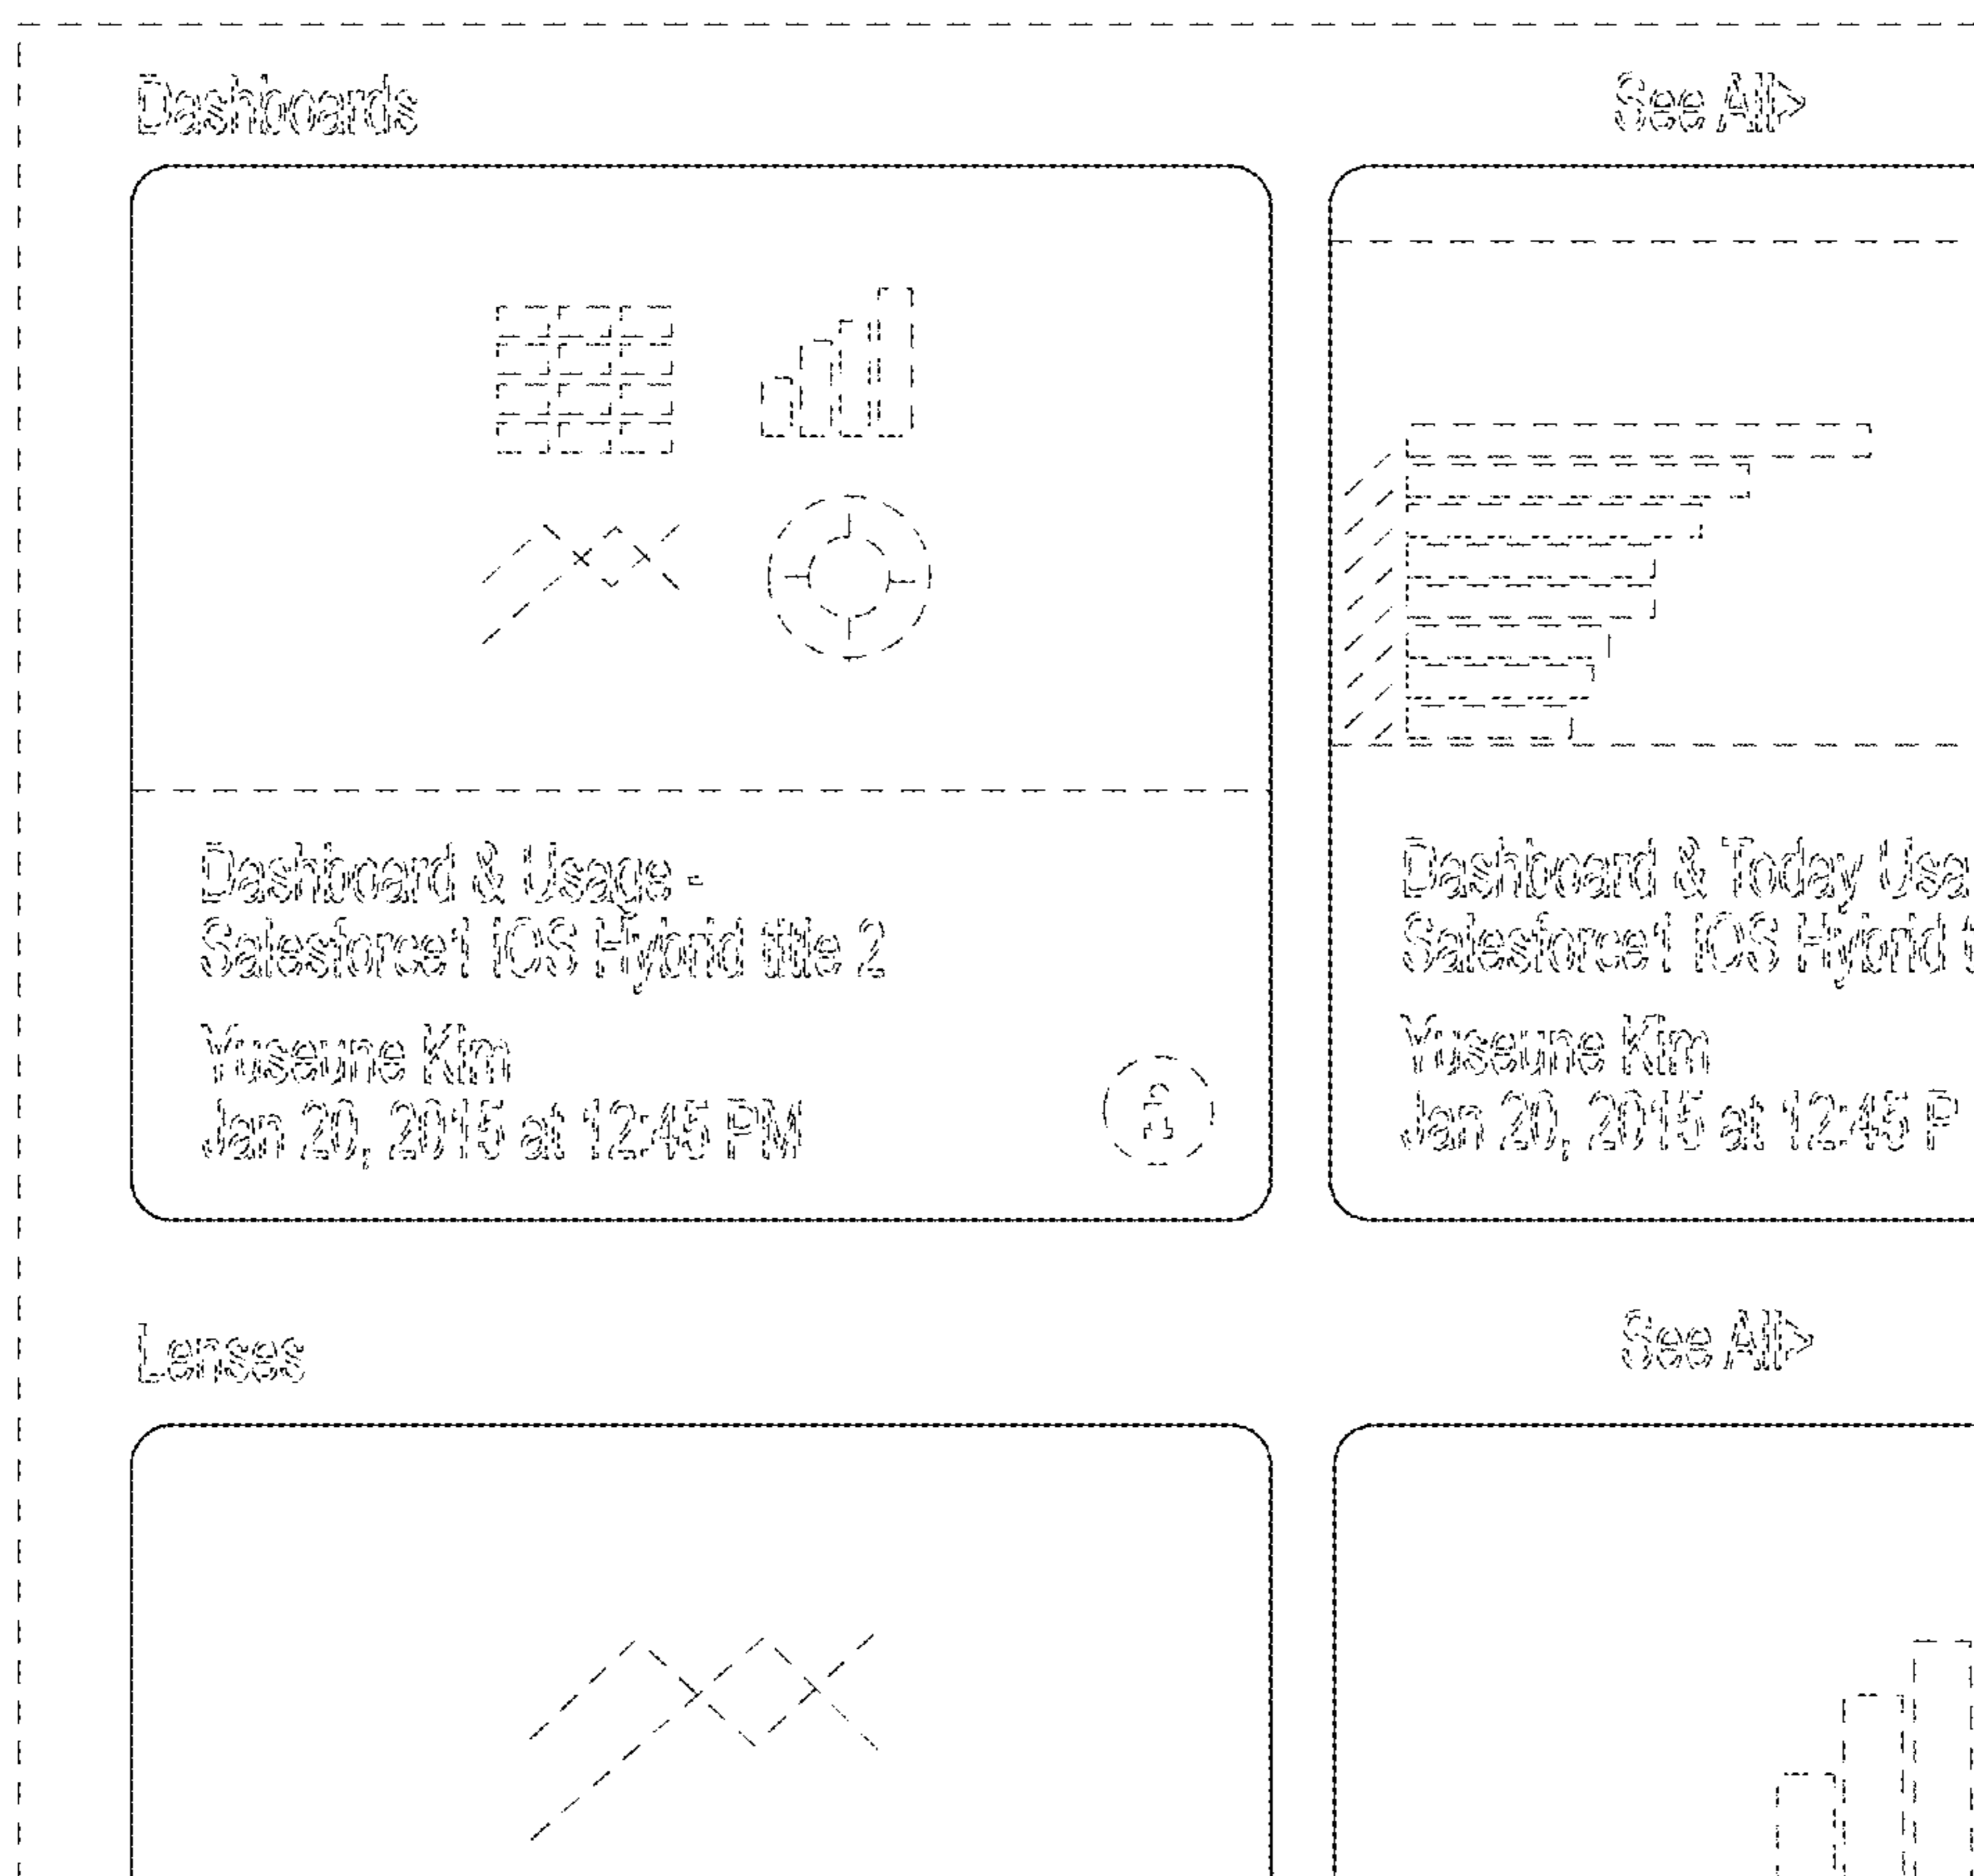 Dashboards See All>
Dashboard & Usage -
Salesforce1 iOS Hybrid title 2
Yuseune Kim
Jan 20, 2015 at 12:45 PM
i
Dashboard & Today Usa
Salesforce1 iOS Hybrid t
Yuseune Kim
Jan 20, 2015 at 12:45 P
Lenses See All>